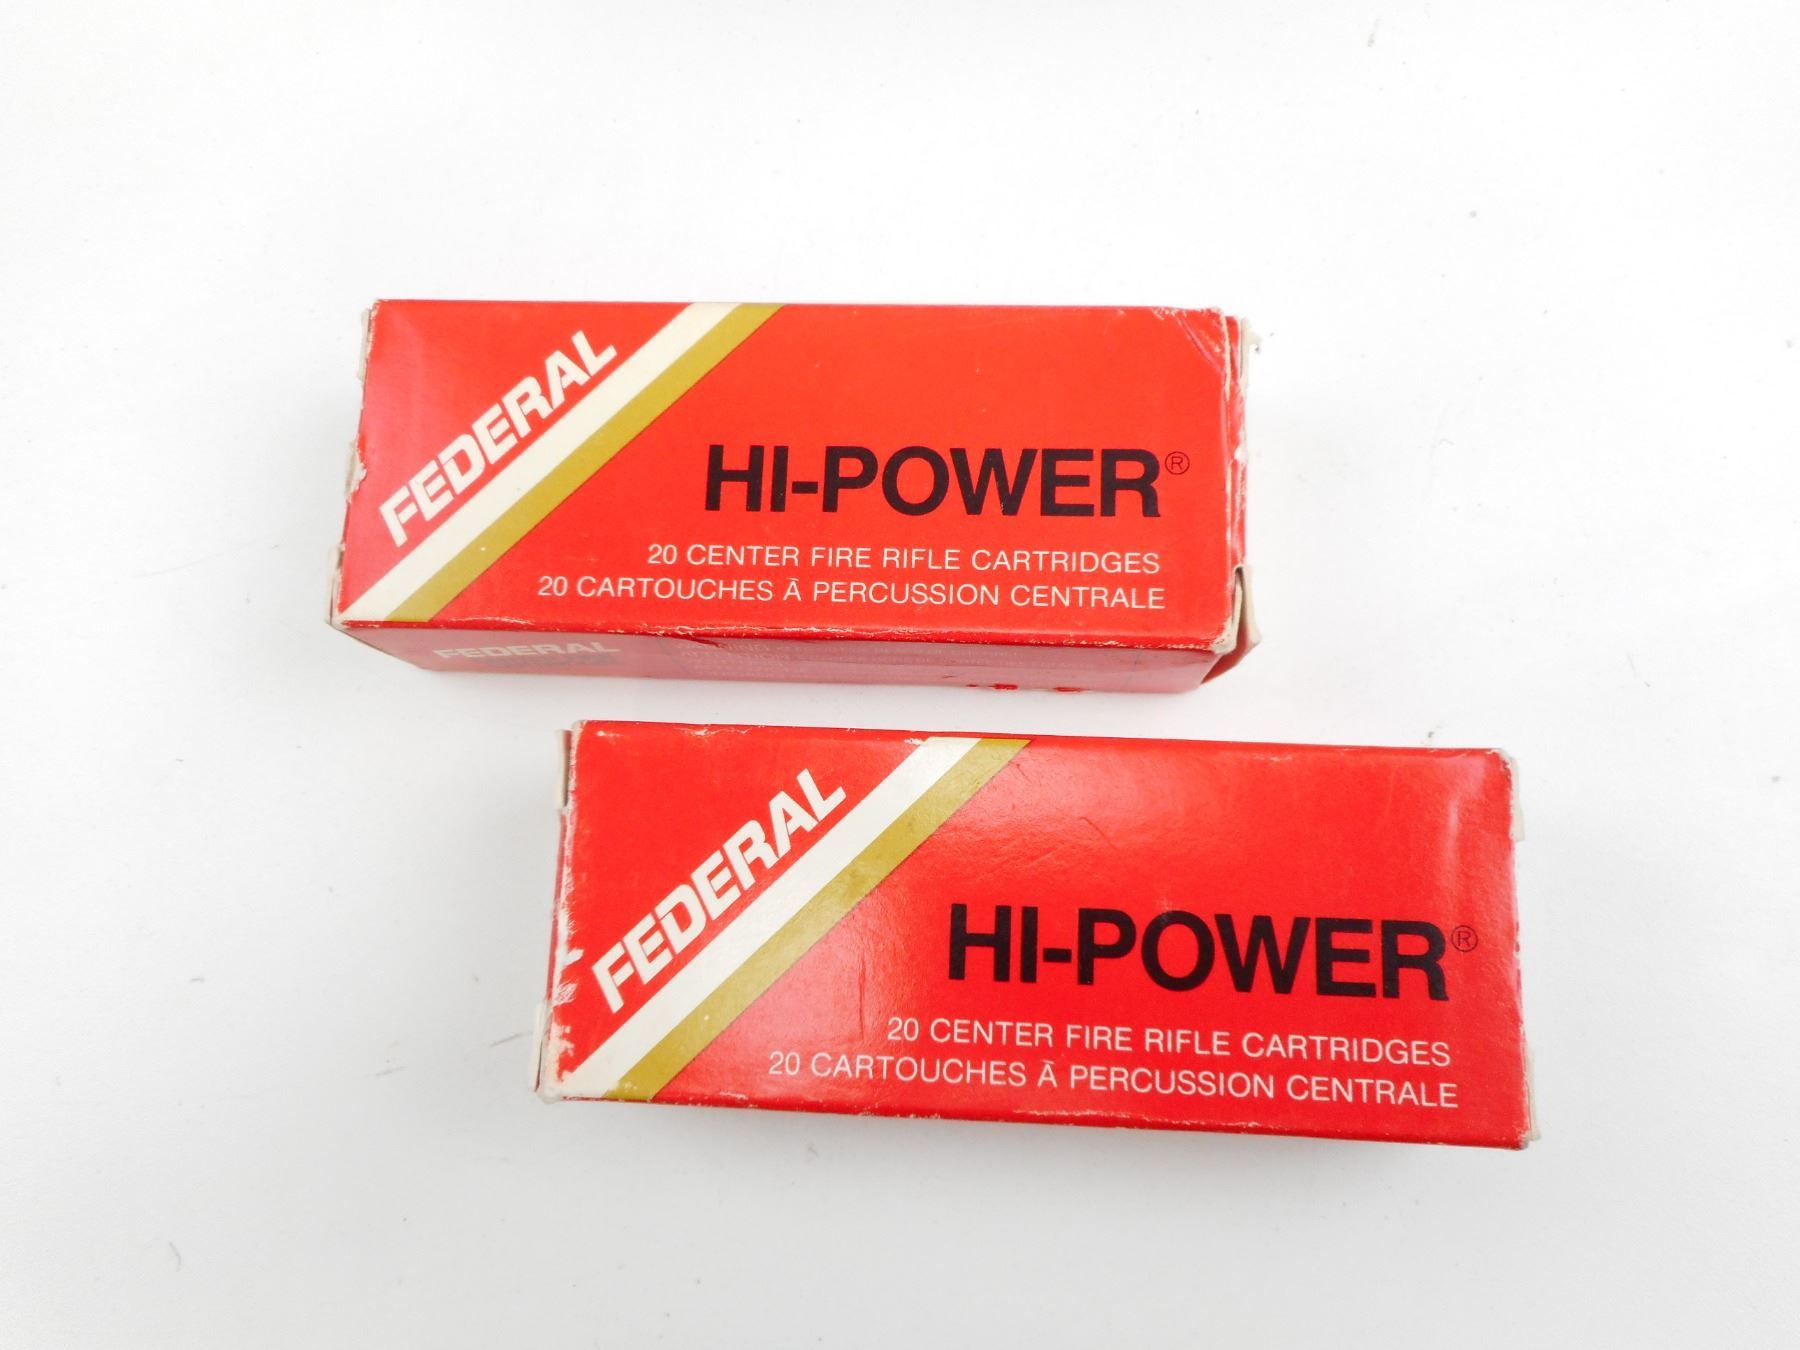 FEDERAL
HI-POWER®
20 CENTER FIRE RIFLE CARTRIDGES
20 CARTOUCHES À PERCUSSION CENTRALE
FEDERAL
FEDERAL
HI-POWER®
20 CENTER FIRE RIFLE CARTRIDGES
20 CARTOUCHES À PERCUSSION CENTRALE